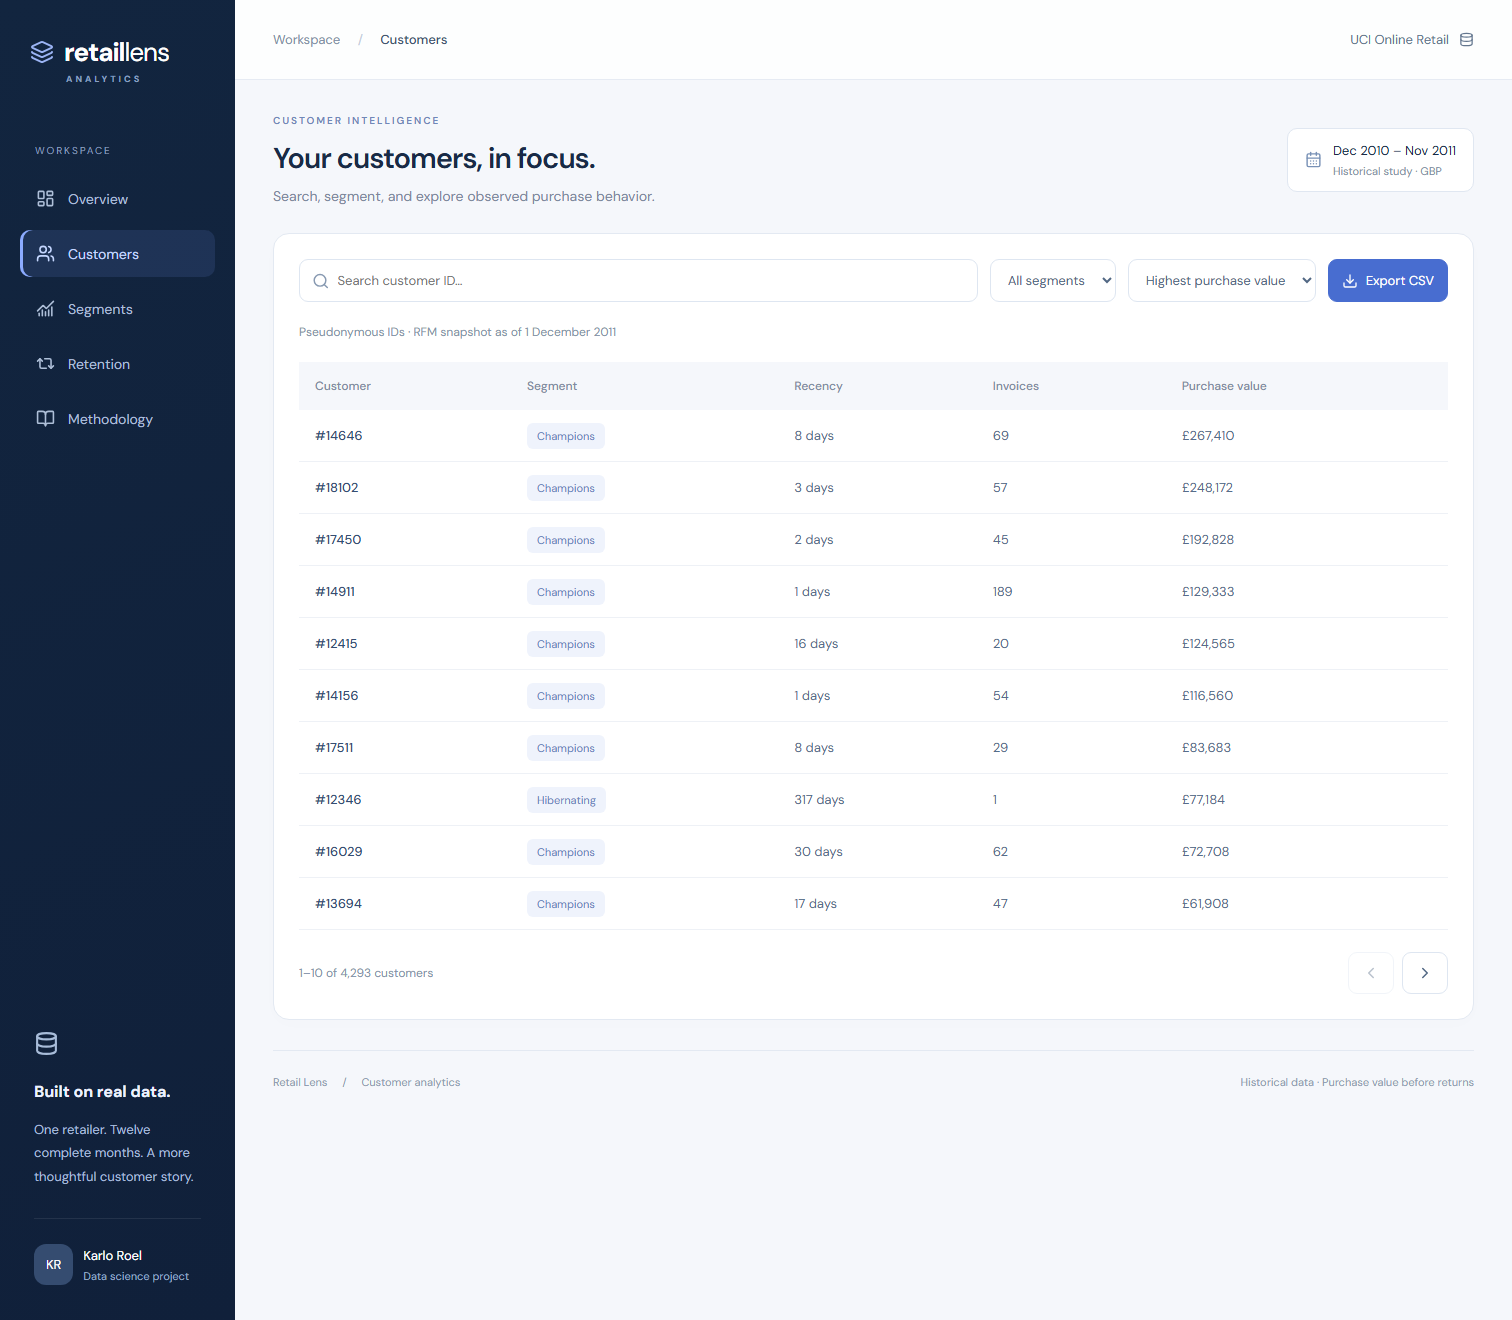 retaillens
ANALYTICS
WORKSPACE
Overview
Customers
Segments
Retention
Methodology
Built on real data.
One retailer. Twelve
complete months. A more
thoughtful customer story.
KR
Karlo Roel
Data science project
Workspace / Customers
UCI Online Retail
CUSTOMER INTELLIGENCE
Your customers, in focus.
Search, segment, and explore observed purchase behavior.
Dec 2010 – Nov 2011
Historical study · GBP
Search customer ID...
All segments
Highest purchase value
Export CSV
Pseudonymous IDs · RFM snapshot as of 1 December 2011
Customer Segment Recency Invoices Purchase value
#14646 Champions 8 days 69 £267,410
#18102 Champions 3 days 57 £248,172
#17450 Champions 2 days 45 £192,828
#14911 Champions 1 days 189 £129,333
#12415 Champions 16 days 20 £124,565
#14156 Champions 1 days 54 £116,560
#17511 Champions 8 days 29 £83,683
#12346 Hibernating 317 days 1 £77,184
#16029 Champions 30 days 62 £72,708
#13694 Champions 17 days 47 £61,908
1–10 of 4,293 customers
Retail Lens / Customer analytics
Historical data · Purchase value before returns